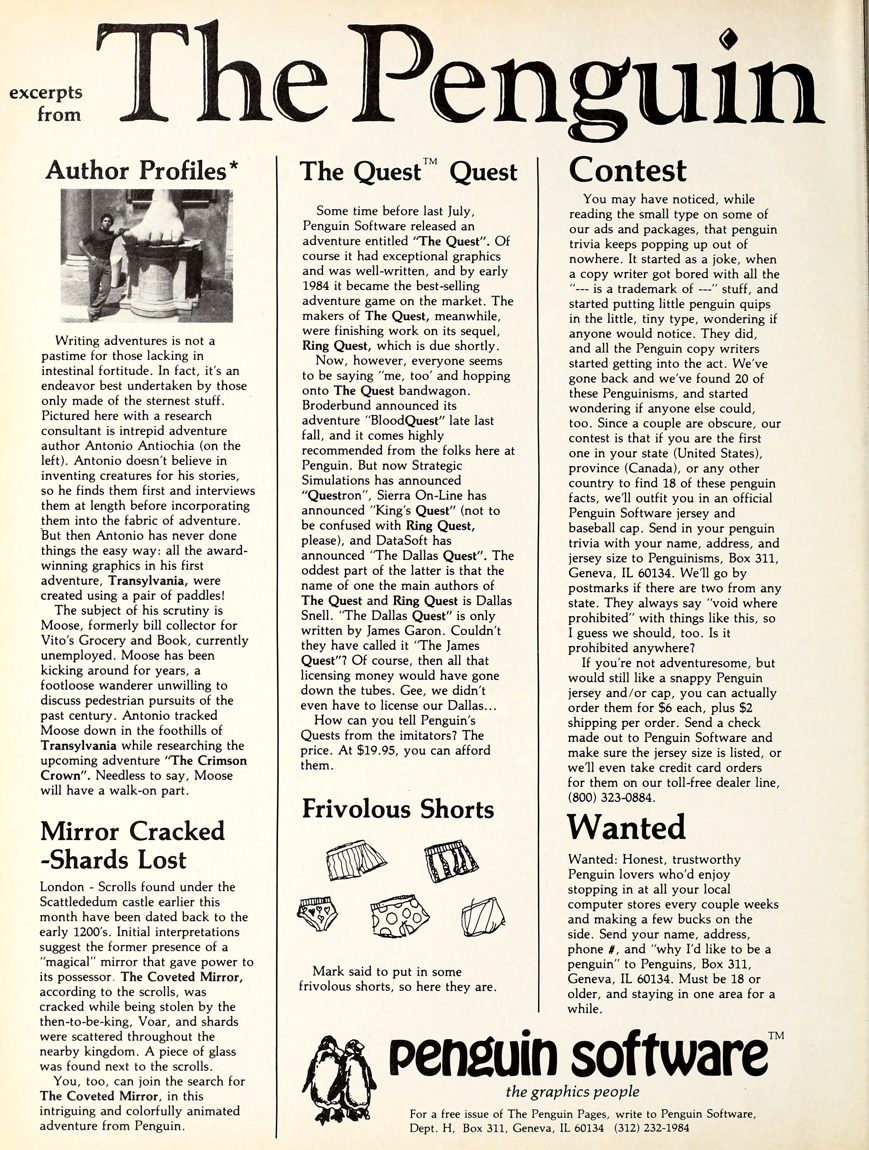 excerpts
from
The Penguin
Author Profiles*
Writing adventures is not a
pastime for those lacking in
intestinal fortitude. In fact, it's an
endeavor best undertaken by those
only made of the sternest stuff.
Pictured here with a research
consultant is intrepid adventure
author Antonio Antiochia (on the
left). Antonio doesn't believe in
inventing creatures for his stories,
so he finds them first and interviews
them at length before incorporating
them into the fabric of adventure.
But then Antonio has never done
things the easy way: all the award-
winning graphics in his first
adventure, Transylvania, were
created using a pair of paddles!
The subject of his scrutiny is
Moose, formerly bill collector for
Vito's Grocery and Book, currently
unemployed. Moose has been
kicking around for years, a
footloose wanderer unwilling to
discuss pedestrian pursuits of the
past century. Antonio tracked
Moose down in the foothills of
Transylvania while researching the
upcoming adventure "The Crimson
Crown". Needless to say, Moose
will have a walk-on part.
Mirror Cracked
-Shards Lost
London - Scrolls found under the
Scattlededum castle earlier this
month have been dated back to the
early 1200's. Initial interpretations
suggest the former presence of a
"magical" mirror that gave power to
its possessor. The Coveted Mirror,
according to the scrolls, was
cracked while being stolen by the
then-to-be-king, Voar, and shards
were scattered throughout the
nearby kingdom. A piece of glass
was found next to the scrolls.
You, too, can join the search for
The Coveted Mirror, in this
intriguing and colorfully animated
adventure from Penguin.
The Quest™ Quest
Some time before last July,
Penguin Software released an
adventure entitled "The Quest". Of
course it had exceptional graphics
and was well-written, and by early
1984 it became the best-selling
adventure game on the market. The
makers of The Quest, meanwhile,
were finishing work on its sequel,
Ring Quest, which is due shortly.
Now, however, everyone seems
to be saying "me, too' and hopping
onto The Quest bandwagon.
Broderbund announced its
adventure "BloodQuest" late last
fall, and it comes highly
recommended from the folks here at
Penguin. But now Strategic
Simulations has announced
"Questron", Sierra On-Line has
announced "King's Quest" (not to
be confused with Ring Quest,
please), and DataSoft has
announced "The Dallas Quest". The
oddest part of the latter is that the
name of one the main authors of
The Quest and Ring Quest is Dallas
Snell. "The Dallas Quest" is only
written by James Garon. Couldn't
they have called it "The James
Quest"? Of course, then all that
licensing money would have gone
down the tubes. Gee, we didn't
even have to license our Dallas...
How can you tell Penguin's
Quests from the imitators? The
price. At $19.95, you can afford
them.
Frivolous Shorts
Mark said to put in some
frivolous shorts, so here they are.
Contest
You may have noticed, while
reading the small type on some of
our ads and packages, that penguin
trivia keeps popping up out of
nowhere. It started as a joke, when
a copy writer got bored with all the
"--- is a trademark of ---" stuff, and
started putting little penguin quips
in the little, tiny type, wondering if
anyone would notice. They did,
and all the Penguin copy writers
started getting into the act. We've
gone back and we've found 20 of
these Penguinisms, and started
wondering if anyone else could,
too. Since a couple are obscure, our
contest is that if you are the first
one in your state (United States),
province (Canada), or any other
country to find 18 of these penguin
facts, we'll outfit you in an official
Penguin Software jersey and
baseball cap. Send in your penguin
trivia with your name, address, and
jersey size to Penguinisms, Box 311,
Geneva, IL 60134. We'll go by
postmarks if there are two from any
state. They always say "void where
prohibited" with things like this, so
I guess we should, too. Is it
prohibited anywhere?
If you're not adventuresome, but
would still like a snappy Penguin
jersey and/or cap, you can actually
order them for $6 each, plus $2
shipping per order. Send a check
made out to Penguin Software and
make sure the jersey size is listed, or
we'll even take credit card orders
for them on our toll-free dealer line,
(800) 323-0884.
Wanted
Wanted: Honest, trustworthy
Penguin lovers who'd enjoy
stopping in at all your local
computer stores every couple weeks
and making a few bucks on the
side. Send your name, address,
phone #, and "why I'd like to be a
penguin" to Penguins, Box 311,
Geneva, IL 60134. Must be 18 or
older, and staying in one area for a
while.
penguin software™
the graphics people
For a free issue of The Penguin Pages, write to Penguin Software,
Dept. H, Box 311, Geneva, IL 60134 (312) 232-1984